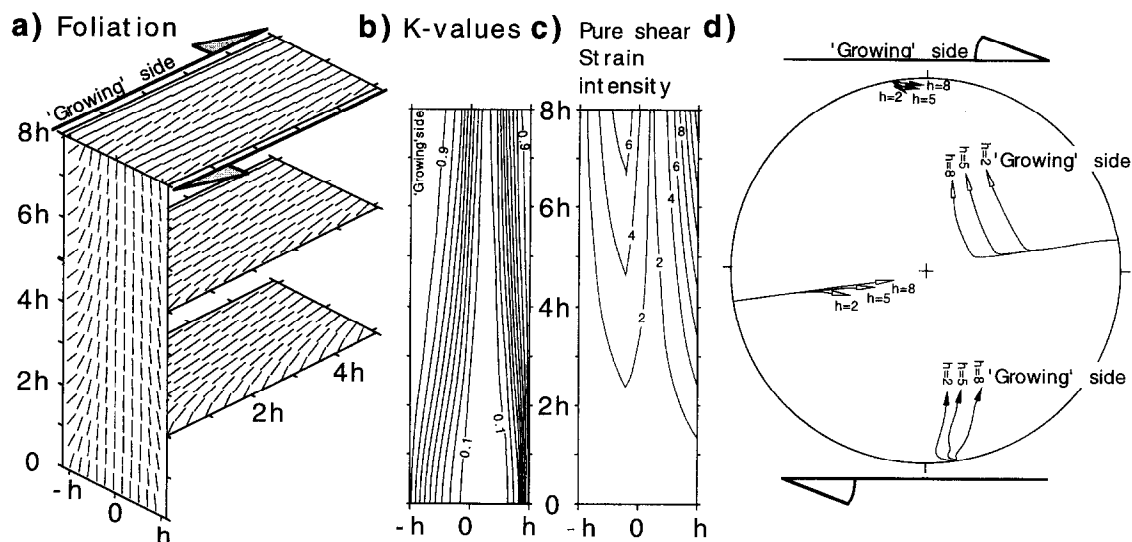 a) Foliation
'Growing' side
8h
6h
4h
2h
0
-h
0
h
2h
4h
b) K-values
'Growing' side
0.9
0.9
0.1
0.1
-h
0
h
c) Pure shear
Strain
intensity
8h
6h
4h
2h
0
6
8
6
4
4
2
2
-h
0
h
d)
'Growing' side
h=2
h=8
h=5
h=8
h=5
h=2
'Growing' side
h=2
h=5
h=8
h=2
h=5
h=8
'Growing' side